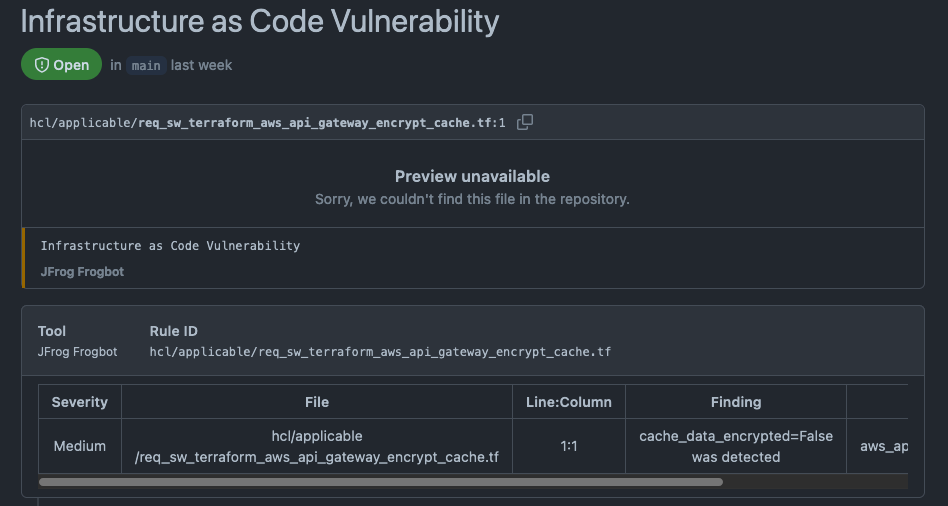 Infrastructure as Code Vulnerability
Open in main last week
hcl/applicable/req_sw_terraform_aws_api_gateway_encrypt_cache.tf:1
Preview unavailable
Sorry, we couldn't find this file in the repository.
Infrastructure as Code Vulnerability
JFrog Frogbot
Tool Rule ID
JFrog Frogbot hcl/applicable/req_sw_terraform_aws_api_gateway_encrypt_cache.tf
Severity File Line:Column Finding
Medium hcl/applicable 1:1 cache_data_encrypted=False aws_ap
/req_sw_terraform_aws_api_gateway_encrypt_cache.tf was detected